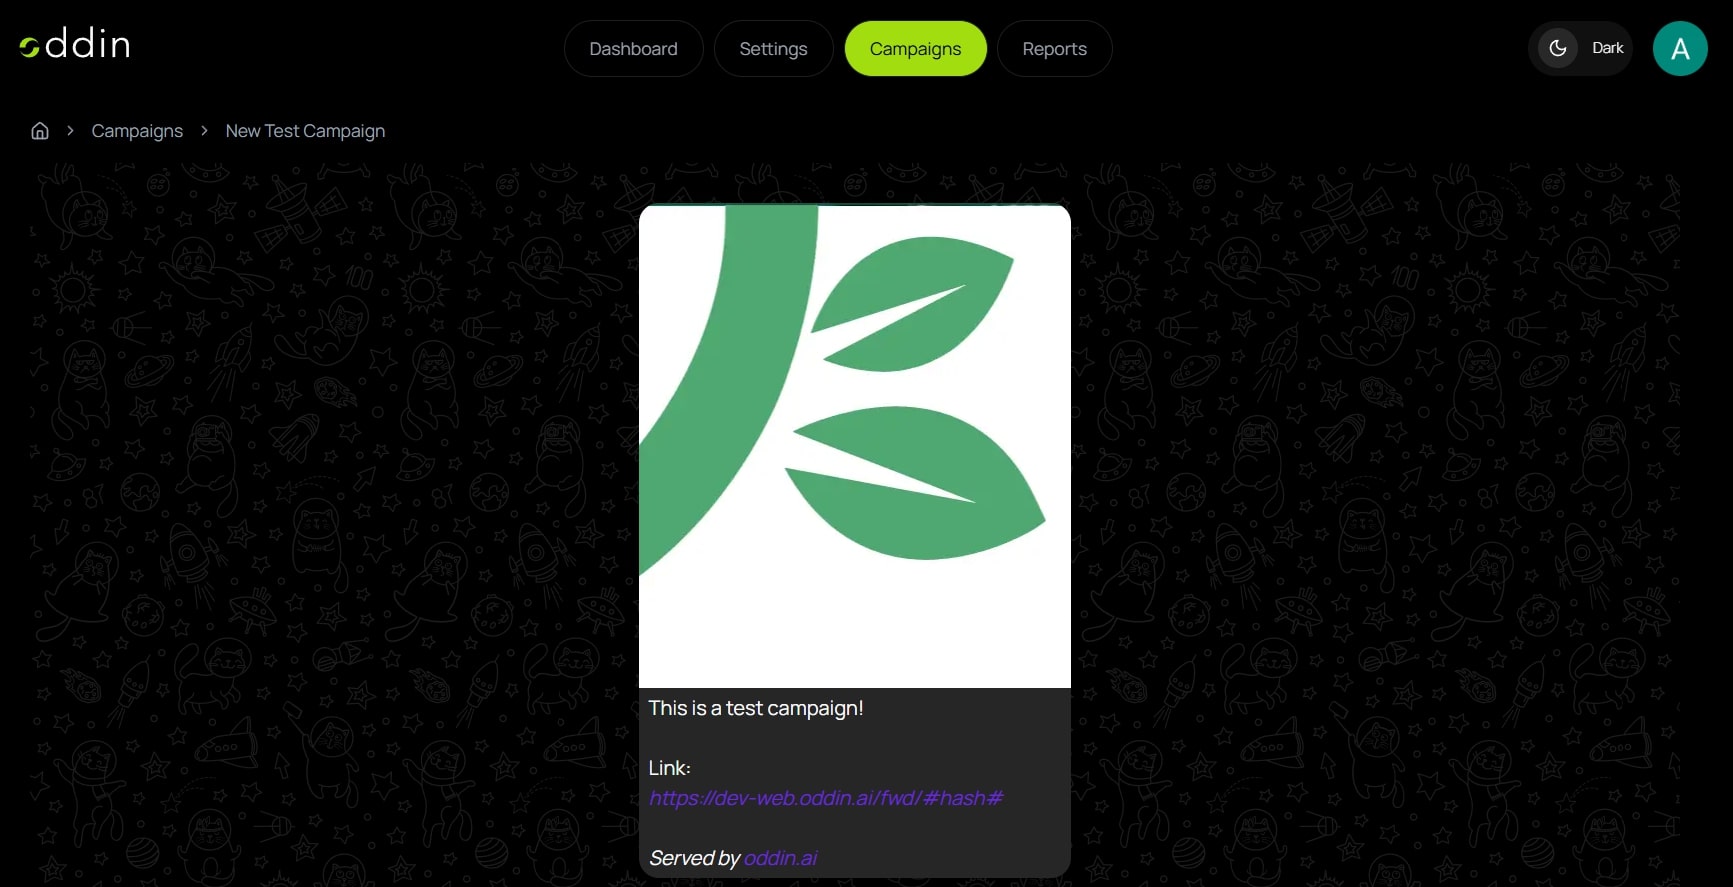 oddin
Dashboard
Settings
Campaigns
Reports
Dark
A
Campaigns
New Test Campaign
This is a test campaign!
Link:
https://dev-web.oddin.ai/fwd/#hash#
Served by oddin.ai